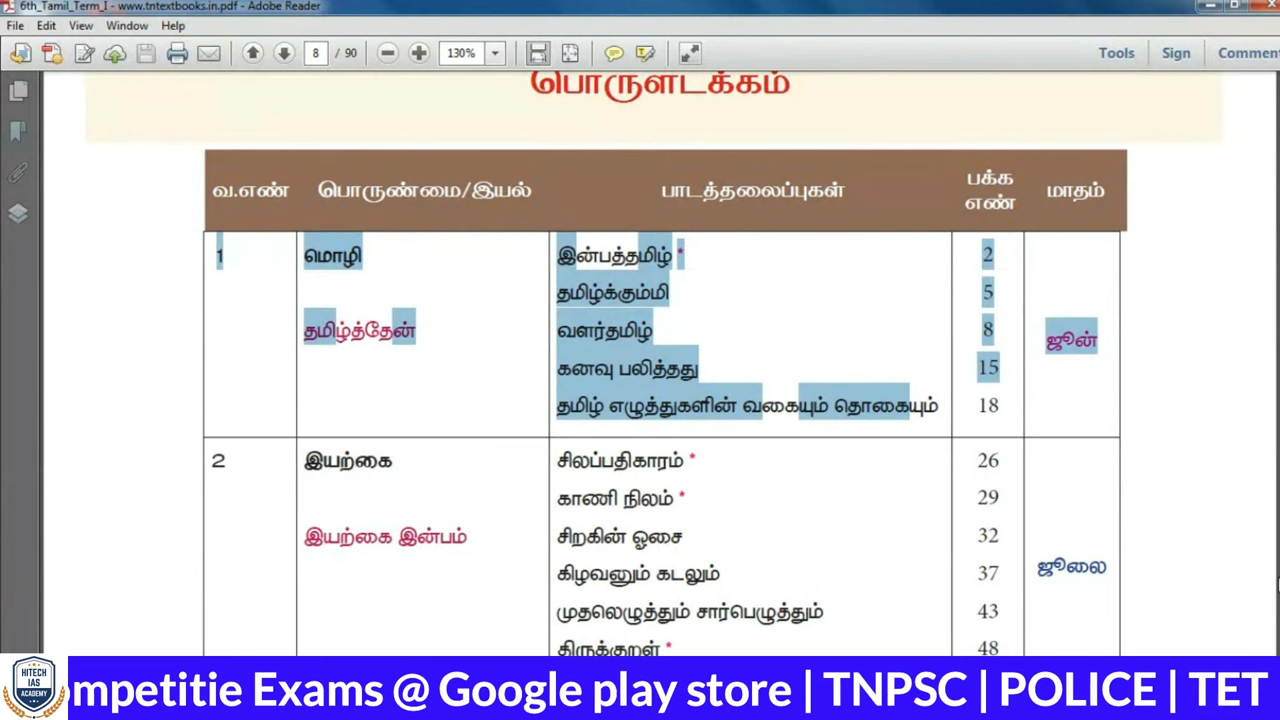 6th_Tamil_Term_I - www.tntextbooks.in.pdf - Adobe Reader
File Edit View Window Help
8 / 90 130% Tools Sign Comment
பொருளடக்கம்
வ.எண் பொருண்மை/இயல் பாடத்தலைப்புகள் பக்க எண் மாதம்
1 மொழி இன்பத்தமிழ் * 2
தமிழ்க்கும்மி 5
தமிழ்த்தேன் வளர்தமிழ் 8 ஜூன்
கனவு பலித்தது 15
தமிழ் எழுத்துகளின் வகையும் தொகையும் 18
2 இயற்கை சிலப்பதிகாரம் * 26
காணி நிலம் * 29
இயற்கை இன்பம் சிறகின் ஓசை 32 ஜூலை
கிழவனும் கடலும் 37
முதலெழுத்தும் சார்பெழுத்தும் 43
திருக்குறள் * 48
HITECH
IAS
ACADEMY
mpetitie Exams @ Google play store | TNPSC | POLICE | TET